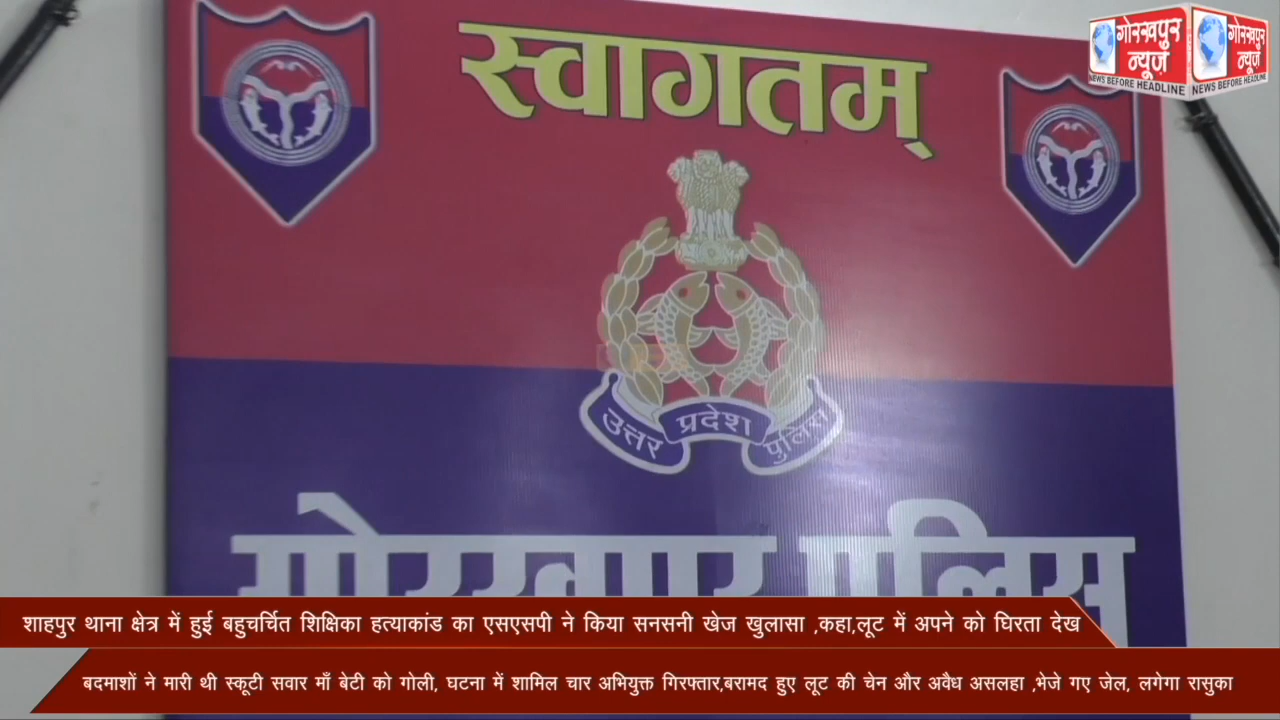 स्वागतम्
गोरखपुर
न्यूज
NEWS BEFORE HEADLINE
गोरखपुर
न्यूज
NEWS BEFORE HEADLINE
उत्तर प्रदेश पुलिस
गोरखपुर पुलिस
शाहपुर थाना क्षेत्र में हुई बहुचर्चित शिक्षिका हत्याकांड का एसएसपी ने किया सनसनी खेज खुलासा ,कहा,लूट में अपने को घिरता देख
बदमाशों ने मारी थी स्कूटी सवार माँ बेटी को गोली, घटना में शामिल चार अभियुक्त गिरफ्तार,बरामद हुए लूट की चेन और अवैध असलहा ,भेजे गए जेल, लगेगा रासुका